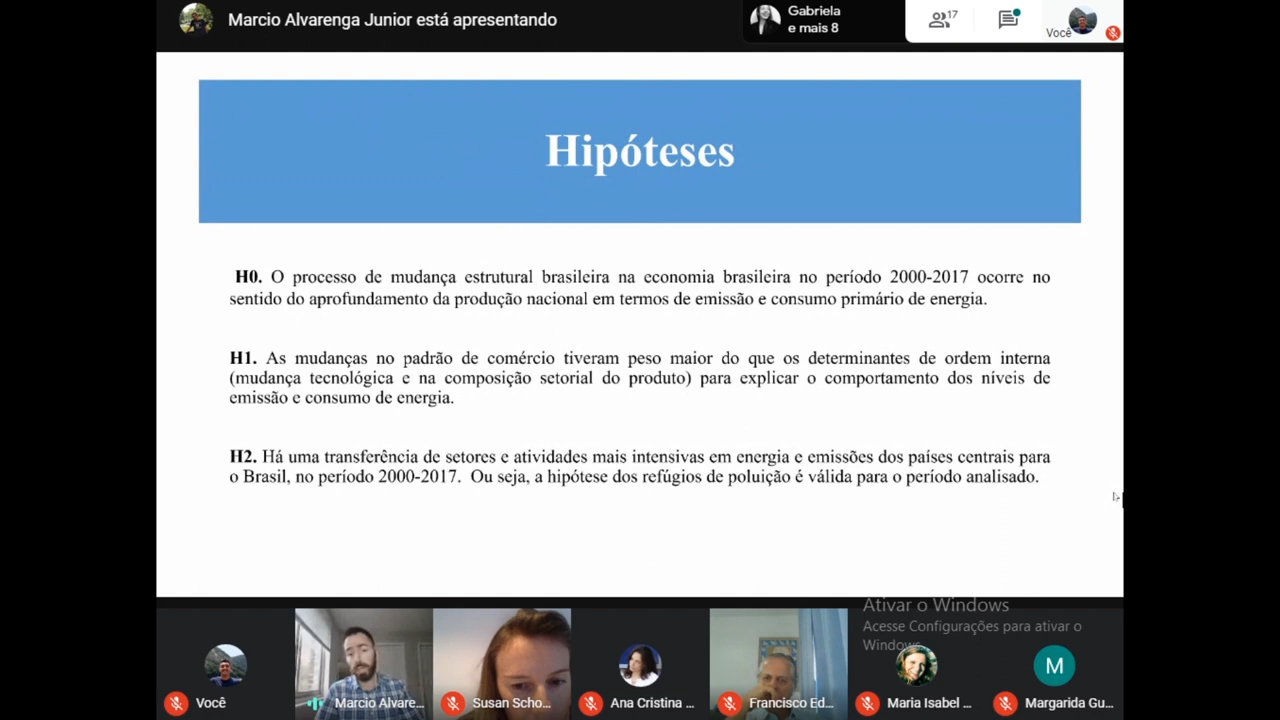 Marcio Alvarenga Junior está apresentando
Gabriela
e mais 8
17
Você
Hipóteses
H0. O processo de mudança estrutural brasileira na economia brasileira no período 2000-2017 ocorre no
sentido do aprofundamento da produção nacional em termos de emissão e consumo primário de energia.
H1. As mudanças no padrão de comércio tiveram peso maior do que os determinantes de ordem interna
(mudança tecnológica e na composição setorial do produto) para explicar o comportamento dos níveis de
emissão e consumo de energia.
H2. Há uma transferência de setores e atividades mais intensivas em energia e emissões dos países centrais para
o Brasil, no período 2000-2017. Ou seja, a hipótese dos refúgios de poluição é válida para o período analisado.
Ativar o Windows
Acesse Configurações para ativar o
Windows.
M
Você
Marcio Alvare...
Susan Scho...
Ana Cristina ...
Francisco Ed...
Maria Isabel ...
Margarida Gu...